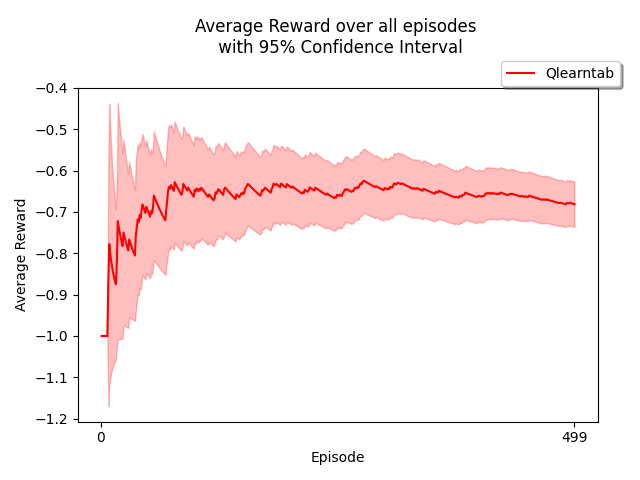 Average Reward over all episodes
with 95% Confidence Interval
Qlearntab
−0.4
−0.5
−0.6
−0.7
−0.8
−0.9
−1.0
−1.1
−1.2
Average Reward
0
499
Episode